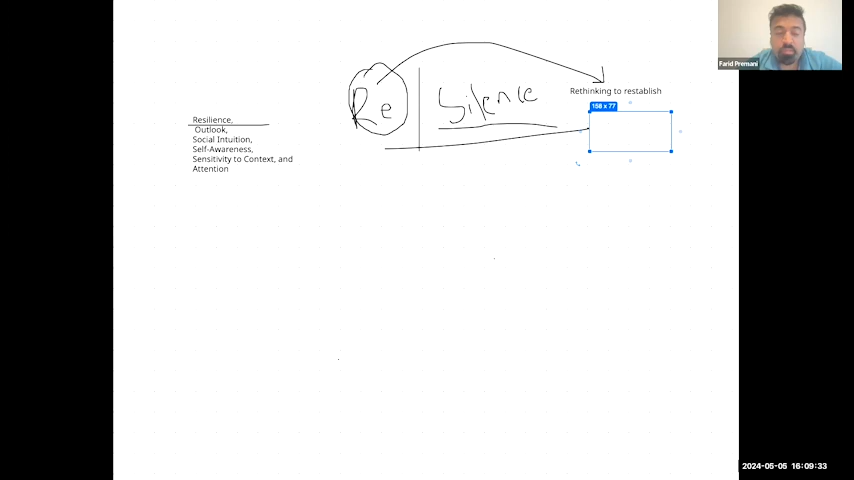 Farid Premani
Re Silence
Rethinking to restablish
158 x 77
Resilience,
Outlook,
Social Intuition,
Self-Awareness,
Sensitivity to Context, and
Attention
2024-05-05 16:09:33